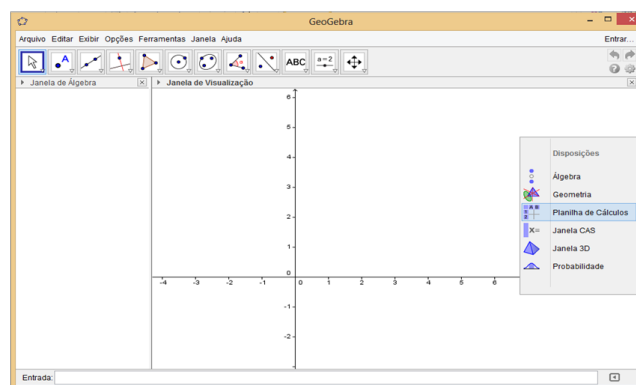 GeoGebra
Arquivo Editar Exibir Opções Ferramentas Janela Ajuda Entrar...
A ABC a=2
Janela de Álgebra Janela de Visualização
6
5
4
3
2
1
0
-4 -3 -2 -1 0 1 2 3 4 5 6
-1
-2
Disposições
Álgebra
Geometria
Planilha de Cálculos
X= Janela CAS
Janela 3D
Probabilidade
Entrada: